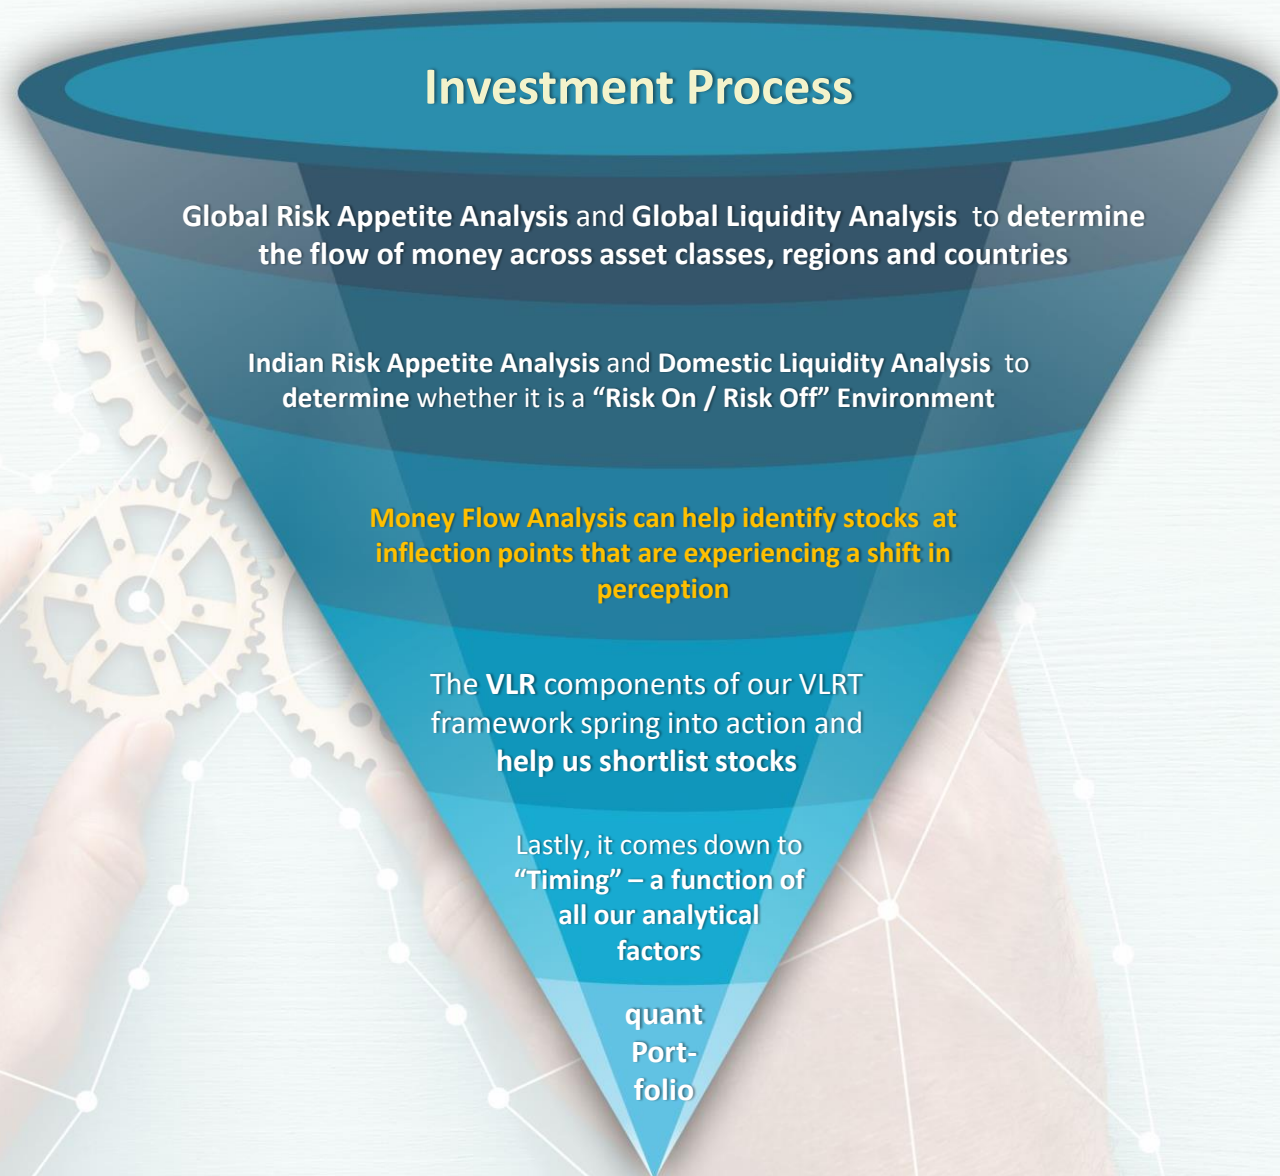 Investment Process
Global Risk Appetite Analysis and Global Liquidity Analysis to determine
the flow of money across asset classes, regions and countries
Indian Risk Appetite Analysis and Domestic Liquidity Analysis to
determine whether it is a “Risk On / Risk Off” Environment
Money Flow Analysis can help identify stocks at
inflection points that are experiencing a shift in
perception
The VLR components of our VLRT
framework spring into action and
help us shortlist stocks
Lastly, it comes down to
“Timing” – a function of
all our analytical
factors
quant
Port-
folio